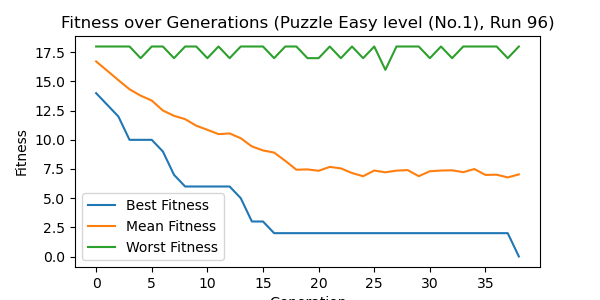 Fitness over Generations (Puzzle Easy level (No.1), Run 96)
Fitness
17.5
15.0
12.5
10.0
7.5
5.0
2.5
0.0
Best Fitness
Mean Fitness
Worst Fitness
0 5 10 15 20 25 30 35
Generation